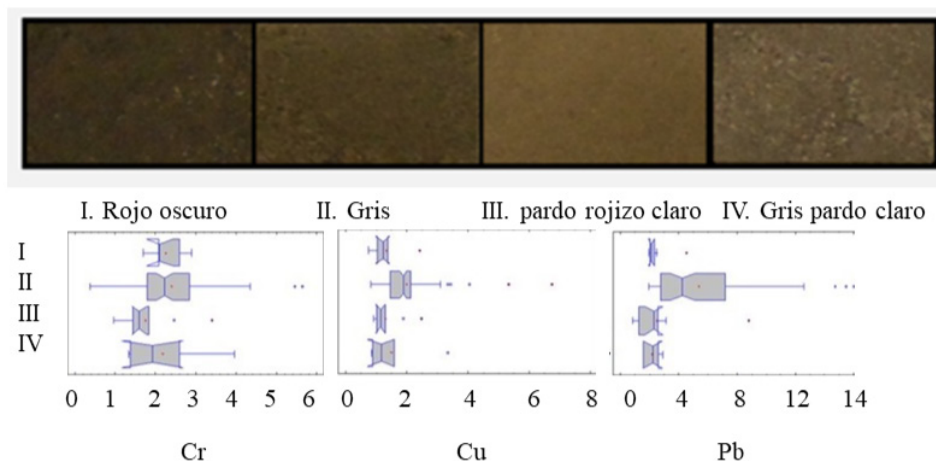 I. Rojo oscuro II. Gris III. pardo rojizo claro IV. Gris pardo claro
I
II
III
IV
0 1 2 3 4 5 6 0 2 4 6 8 0 4 8 12 14
Cr Cu Pb